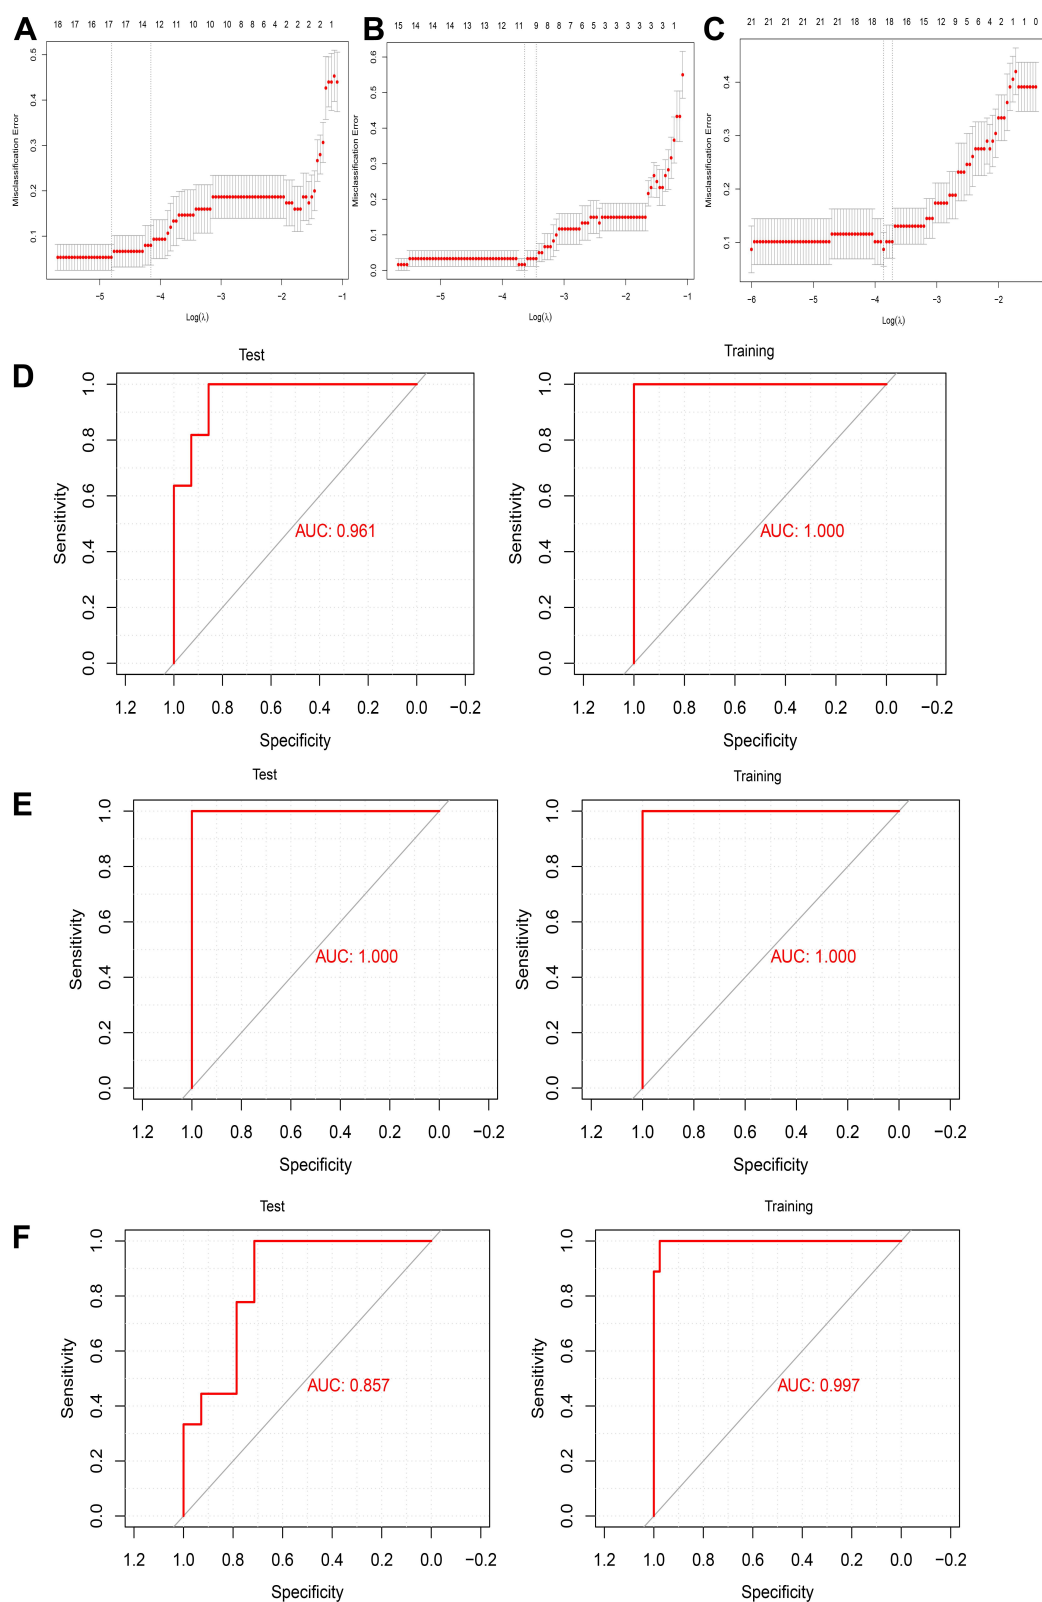 A
18 18 17 17 17 14 12 11 10 10 10 8 8 6 4 2 2 2 1
Misclassification Error
0.5
0.4
0.3
0.2
0.1
−5 −4 −3 −2 −1
Log(λ)
B
15 14 14 14 14 13 13 12 11 9 8 8 7 6 5 3 3 3 3 3 1
Misclassification Error
0.6
0.5
0.4
0.3
0.2
0.1
0.0
−5 −4 −3 −2 −1
Log(λ)
C
21 21 21 21 21 21 18 18 18 16 15 12 9 5 6 4 2 1 1 0
Misclassification Error
0.4
0.3
0.2
0.1
−6 −5 −4 −3 −2
Log(λ)
D
Test
Sensitivity
1.0
0.8
0.6
0.4
0.2
0.0
AUC: 0.961
1.2 1.0 0.8 0.6 0.4 0.2 0.0 −0.2
Specificity
Training
1.0
0.8
0.6
0.4
0.2
0.0
Sensitivity
AUC: 1.000
1.2 1.0 0.8 0.6 0.4 0.2 0.0 −0.2
Specificity
E
Test
Sensitivity
1.0
0.8
0.6
0.4
0.2
0.0
AUC: 1.000
1.2 1.0 0.8 0.6 0.4 0.2 0.0 −0.2
Specificity
Training
Sensitivity
1.0
0.8
0.6
0.4
0.2
0.0
AUC: 1.000
1.2 1.0 0.8 0.6 0.4 0.2 0.0 −0.2
Specificity
F
Test
Sensitivity
1.0
0.8
0.6
0.4
0.2
0.0
AUC: 0.857
1.2 1.0 0.8 0.6 0.4 0.2 0.0 −0.2
Specificity
Training
Sensitivity
1.0
0.8
0.6
0.4
0.2
0.0
AUC: 0.997
1.2 1.0 0.8 0.6 0.4 0.2 0.0 −0.2
Specificity